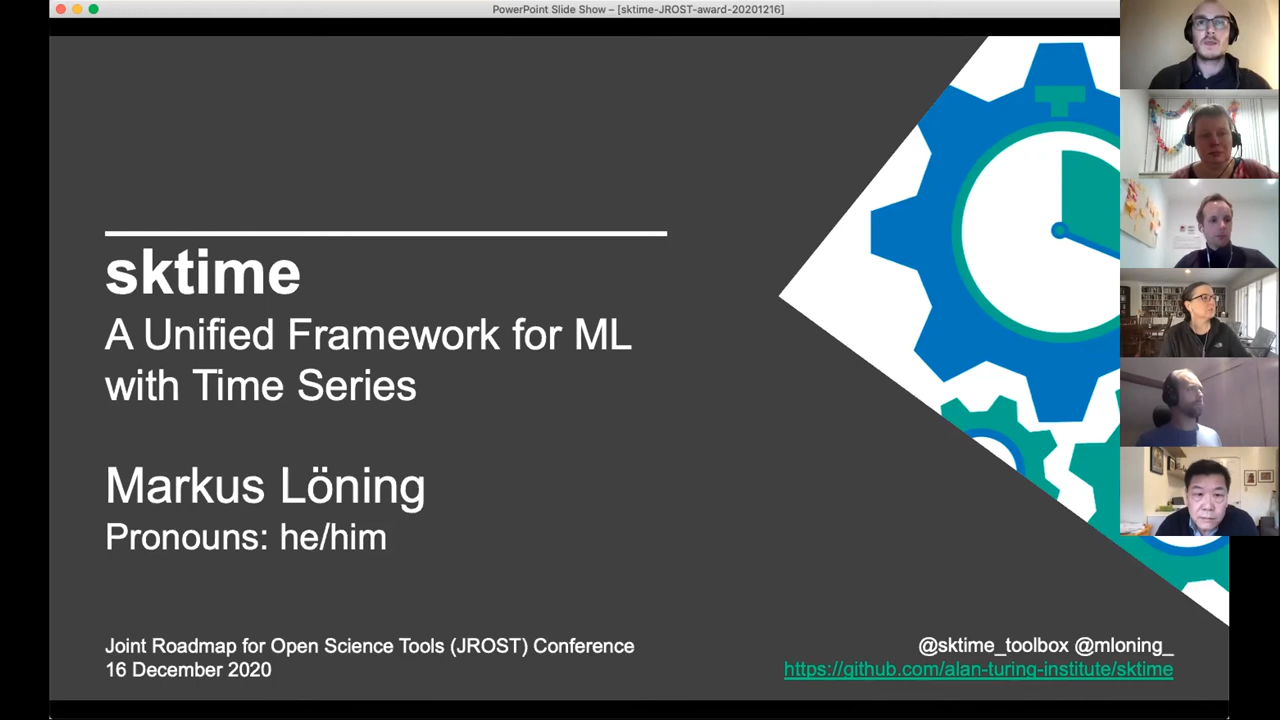 PowerPoint Slide Show – [sktime-JROST-award-20201216]
sktime
A Unified Framework for ML
with Time Series
Markus Löning
Pronouns: he/him
Joint Roadmap for Open Science Tools (JROST) Conference
16 December 2020
@sktime_toolbox @mloning_
https://github.com/alan-turing-institute/sktime